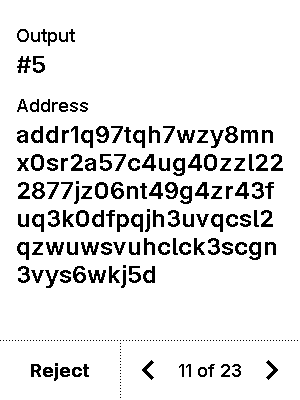 Output
#5
Address
addr1q97tqh7wzy8mn
x0sr2a57c4ug40zzl22
2877jz06nt49g4zr43f
uq3k0dfpqjh3uvqcsl2
qzwuwsvuhclck3scgn
3vys6wkj5d
Reject
11 of 23